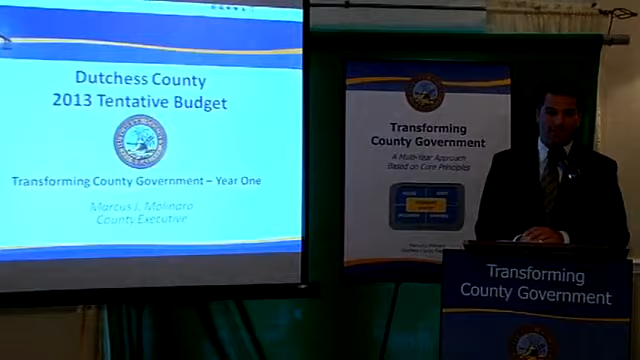 Dutchess County
2013 Tentative Budget
Transforming County Government – Year One
Marcus J. Molinaro
County Executive
Transforming
County Government
A Multi-Year Approach
Based on Core Principles
Transforming
County Government